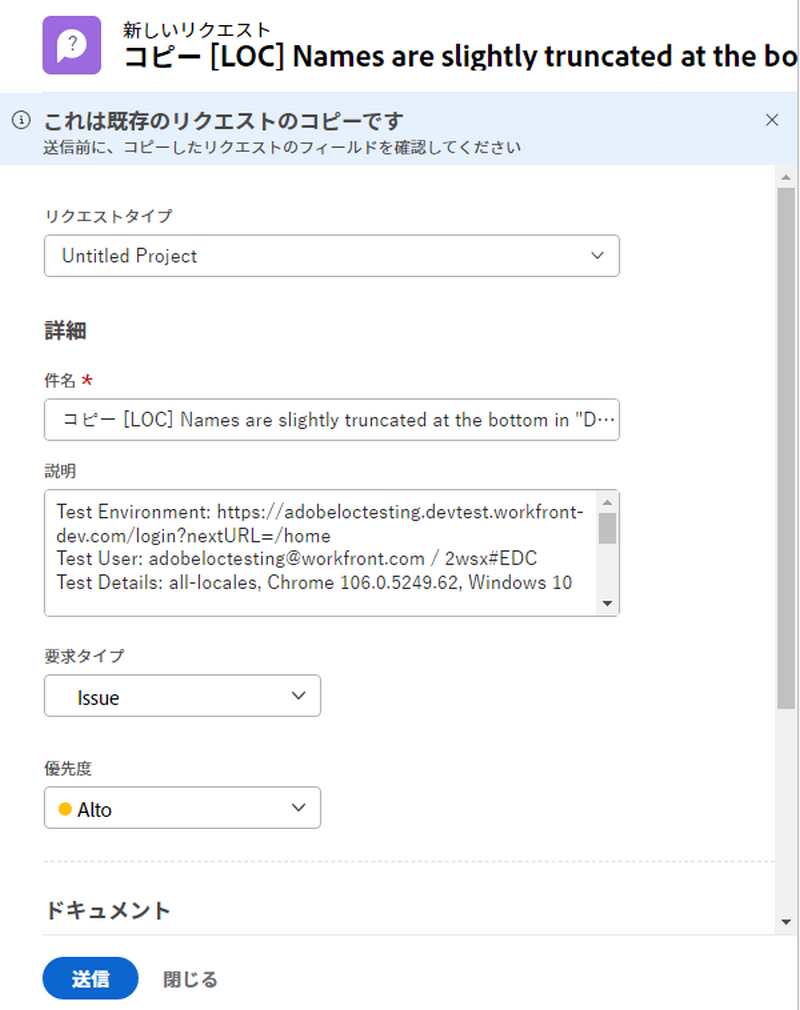 新しいリクエスト
コピー [LOC] Names are slightly truncated at the bo
これは既存のリクエストのコピーです
送信前に、コピーしたリクエストのフィールドを確認してください
リクエストタイプ
Untitled Project
詳細
件名 *
コピー [LOC] Names are slightly truncated at the bottom in "D…
説明
Test Environment: https://adobeloctesting.devtest.workfront-
dev.com/login?nextURL=/home
Test User: adobeloctesting@workfront.com / 2wsx#EDC
Test Details: all-locales, Chrome 106.0.5249.62, Windows 10
要求タイプ
Issue
優先度
Alto
ドキュメント
送信 閉じる